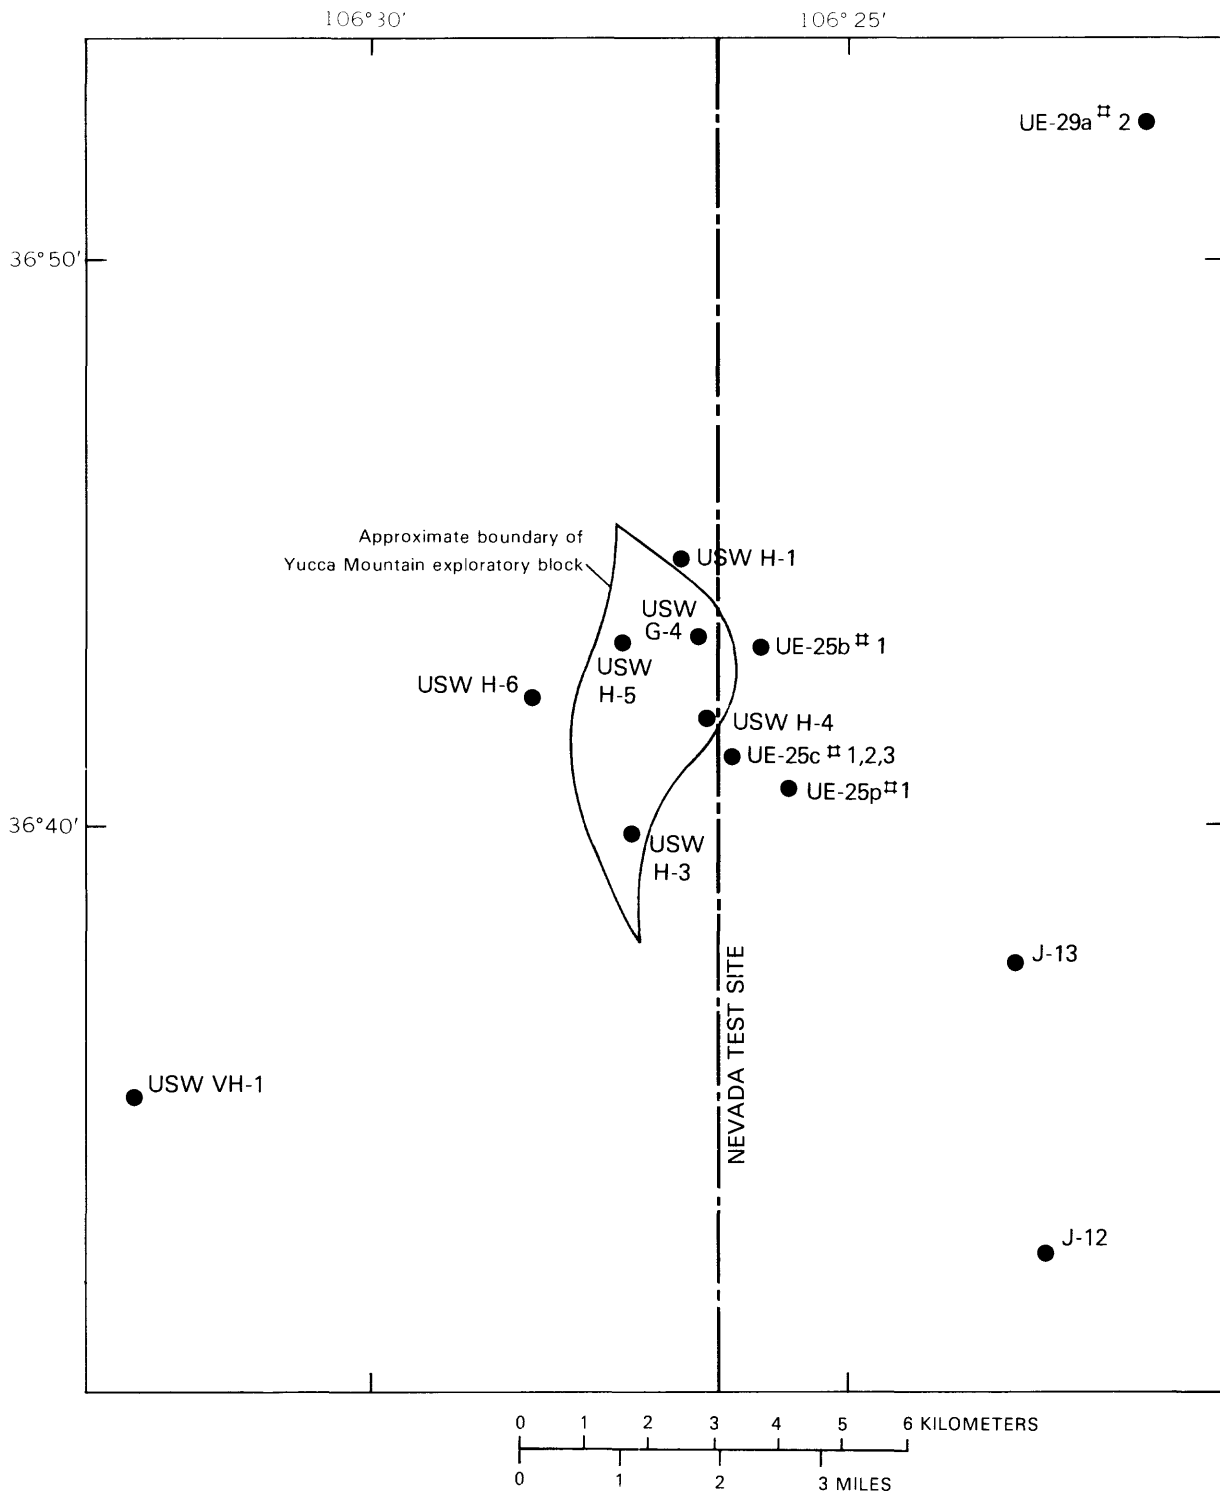 106°30′ 106°25′
UE-29a # 2
36°50′
Approximate boundary of
Yucca Mountain exploratory block
USW H-1
USW
G-4
UE-25b # 1
USW
H-5
USW H-6
USW H-4
UE-25c # 1,2,3
UE-25p#1
36°40′
USW
H-3
NEVADA TEST SITE
J-13
USW VH-1
J-12
0 1 2 3 4 5 6 KILOMETERS
0 1 2 3 MILES